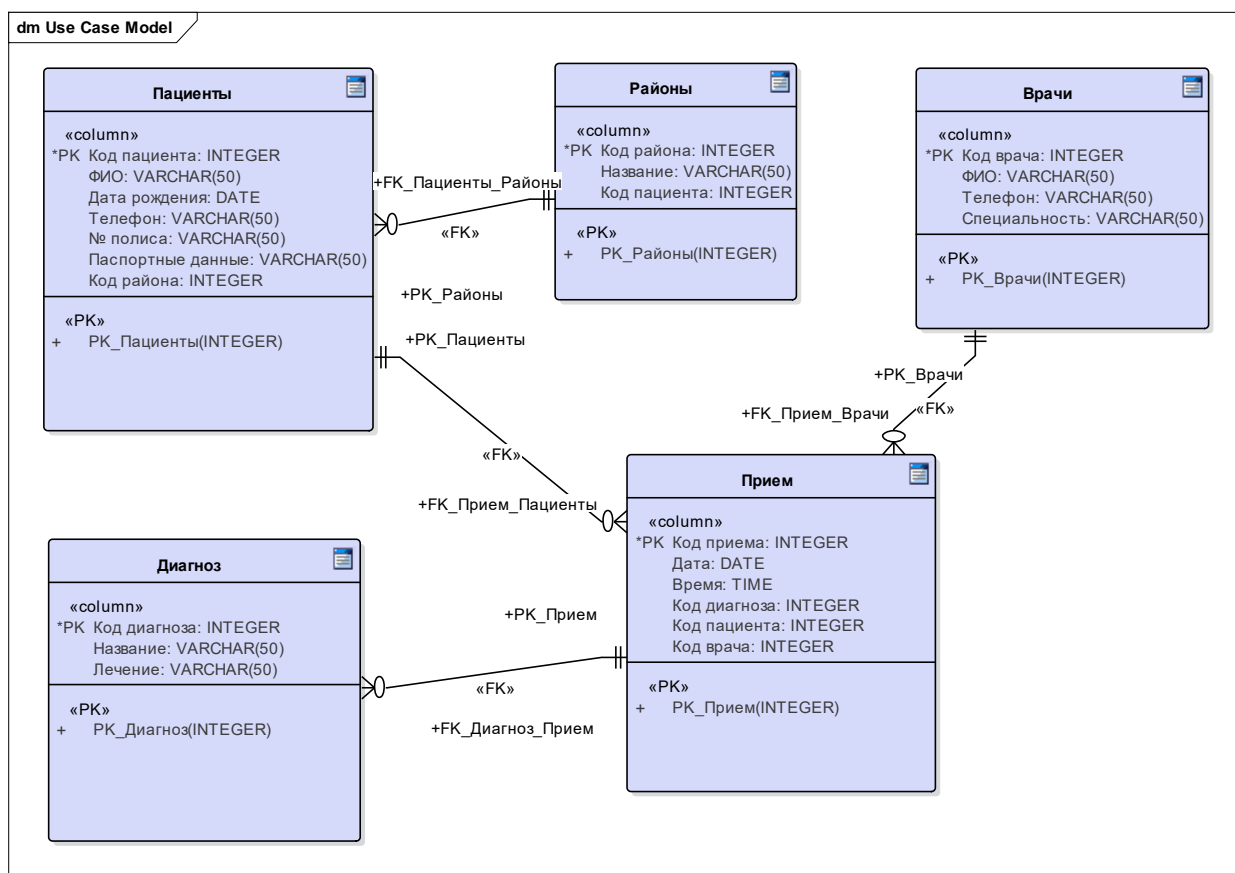 dm Use Case Model
Пациенты
«column»
*PK Код пациента: INTEGER
ФИО: VARCHAR(50)
Дата рождения: DATE
Телефон: VARCHAR(50)
№ полиса: VARCHAR(50)
Паспортные данные: VARCHAR(50)
Код района: INTEGER
«PK»
+ PK_Пациенты(INTEGER)
Районы
«column»
*PK Код района: INTEGER
Название: VARCHAR(50)
Код пациента: INTEGER
«PK»
+ PK_Районы(INTEGER)
Врачи
«column»
*PK Код врача: INTEGER
ФИО: VARCHAR(50)
Телефон: VARCHAR(50)
Специальность: VARCHAR(50)
«PK»
+ PK_Врачи(INTEGER)
+FK_Пациенты_Районы
«FK»
+PK_Районы
+PK_Пациенты
«FK»
+FK_Прием_Пациенты
+PK_Врачи
«FK»
+FK_Прием_Врачи
Прием
«column»
*PK Код приема: INTEGER
Дата: DATE
Время: TIME
Код диагноза: INTEGER
Код пациента: INTEGER
Код врача: INTEGER
«PK»
+ PK_Прием(INTEGER)
Диагноз
«column»
*PK Код диагноза: INTEGER
Название: VARCHAR(50)
Лечение: VARCHAR(50)
«PK»
+ PK_Диагноз(INTEGER)
+PK_Прием
«FK»
+FK_Диагноз_Прием